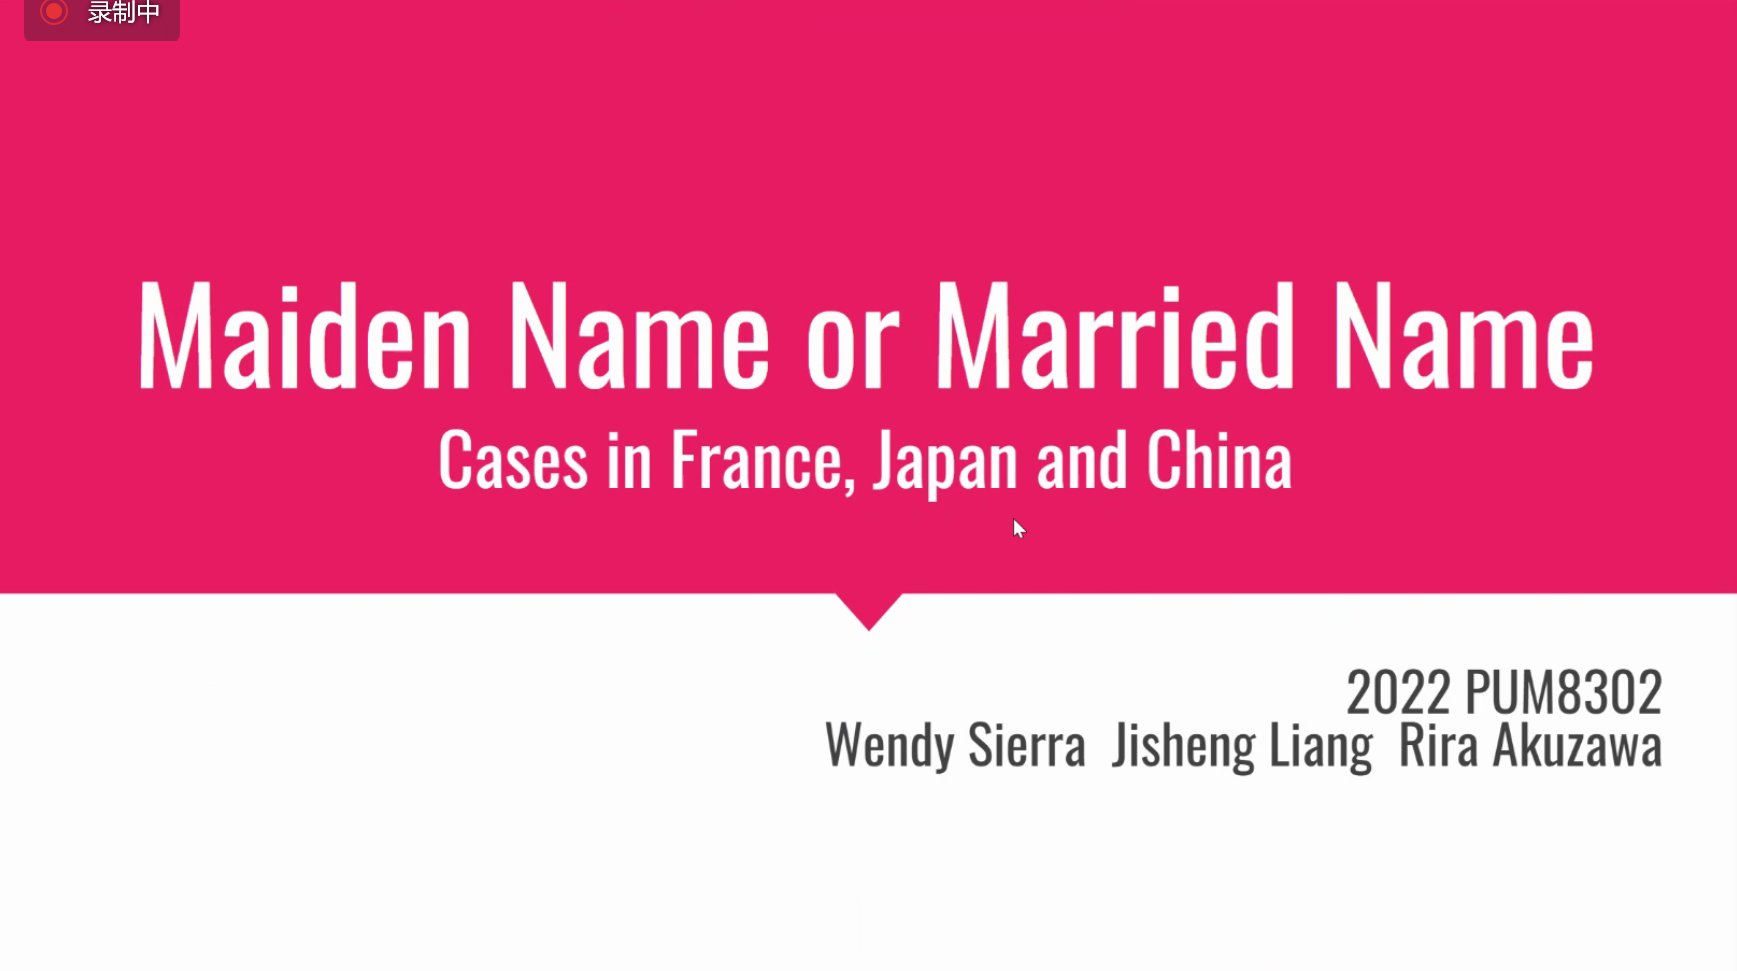 录制中
Maiden Name or Married Name
Cases in France, Japan and China
2022 PUM8302
Wendy Sierra  Jisheng Liang  Rira Akuzawa